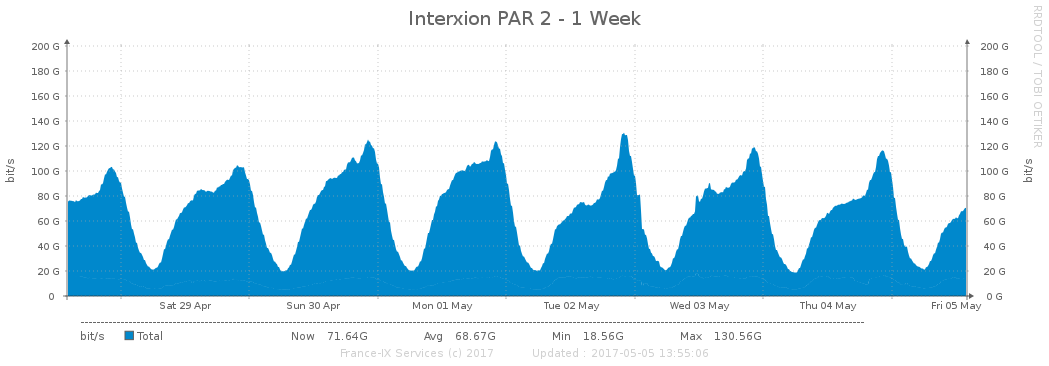 Interxion PAR 2 - 1 Week
RRDTOOL / TOBI OETIKER
200 G 200 G
180 G 180 G
160 G 160 G
140 G 140 G
120 G 120 G
100 G 100 G
80 G 80 G
60 G 60 G
40 G 40 G
20 G 20 G
0 0 G
bit/s
bit/s
Sat 29 Apr Sun 30 Apr Mon 01 May Tue 02 May Wed 03 May Thu 04 May Fri 05 May
bit/s Total Now 71.64G Avg 68.67G Min 18.56G Max 130.56G
France-IX Services (c) 2017 Updated : 2017-05-05 13:55:06